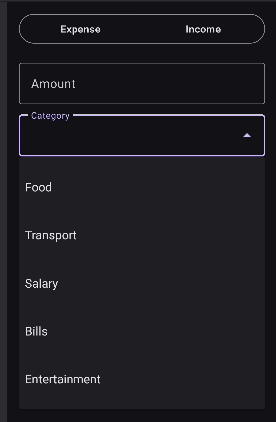 Expense Income
Amount
Category
Food
Transport
Salary
Bills
Entertainment